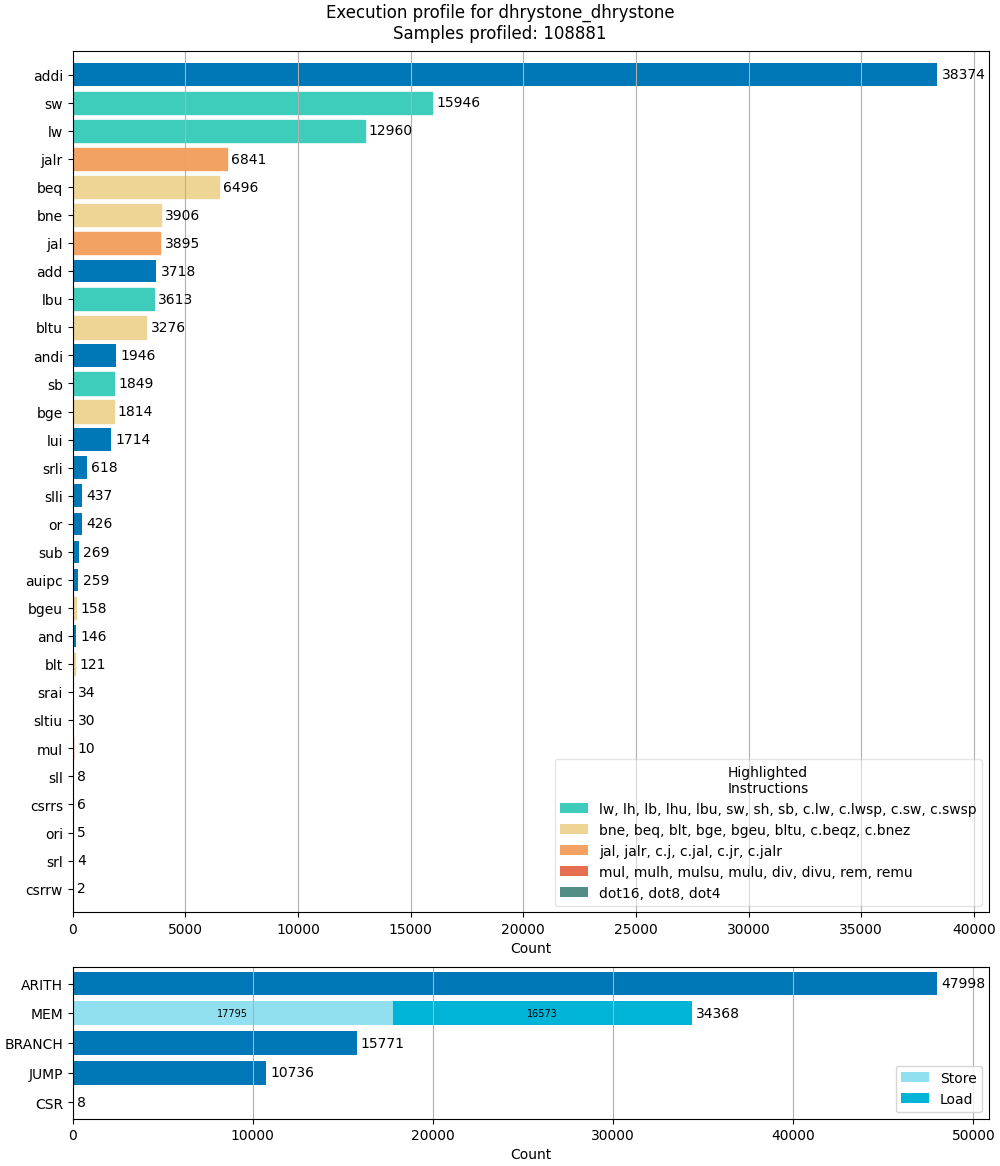 Execution profile for dhrystone_dhrystone
Samples profiled: 108881
addi 38374
sw 15946
lw 12960
jalr 6841
beq 6496
bne 3906
jal 3895
add 3718
lbu 3613
bltu 3276
andi 1946
sb 1849
bge 1814
lui 1714
srli 618
slli 437
or 426
sub 269
auipc 259
bgeu 158
and 146
blt 121
srai 34
sltiu 30
mul 10
sll 8
csrrs 6
ori 5
srl 4
csrrw 2
Highlighted
Instructions
lw, lh, lb, lhu, lbu, sw, sh, sb, c.lw, c.lwsp, c.sw, c.swsp
bne, beq, blt, bge, bgeu, bltu, c.beqz, c.bnez
jal, jalr, c.j, c.jal, c.jr, c.jalr
mul, mulh, mulsu, mulu, div, divu, rem, remu
dot16, dot8, dot4
0 5000 10000 15000 20000 25000 30000 35000 40000
Count
ARITH 47998
MEM 17795 16573 34368
BRANCH 15771
JUMP 10736
CSR 8
Store
Load
0 10000 20000 30000 40000 50000
Count